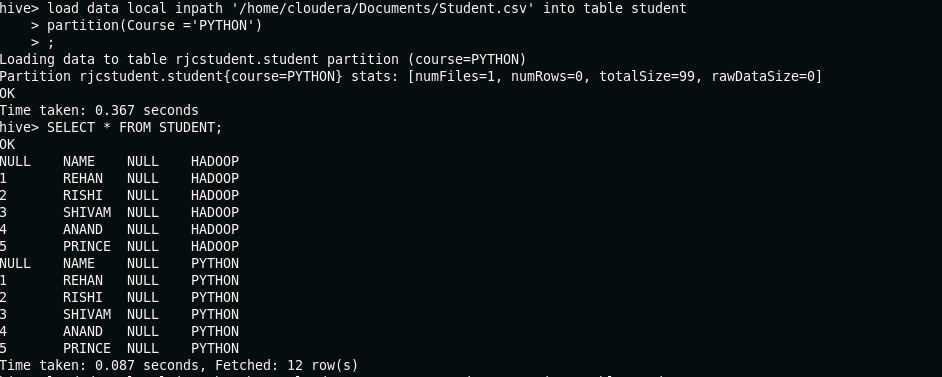 hive> load data local inpath '/home/cloudera/Documents/Student.csv' into table student
    > partition(Course ='PYTHON')
    > ;
Loading data to table rjcstudent.student partition (course=PYTHON)
Partition rjcstudent.student{course=PYTHON} stats: [numFiles=1, numRows=0, totalSize=99, rawDataSize=0]
OK
Time taken: 0.367 seconds
hive> SELECT * FROM STUDENT;
OK
NULL    NAME    NULL    HADOOP
1       REHAN   NULL    HADOOP
2       RISHI   NULL    HADOOP
3       SHIVAM  NULL    HADOOP
4       ANAND   NULL    HADOOP
5       PRINCE  NULL    HADOOP
NULL    NAME    NULL    PYTHON
1       REHAN   NULL    PYTHON
2       RISHI   NULL    PYTHON
3       SHIVAM  NULL    PYTHON
4       ANAND   NULL    PYTHON
5       PRINCE  NULL    PYTHON
Time taken: 0.087 seconds, Fetched: 12 row(s)